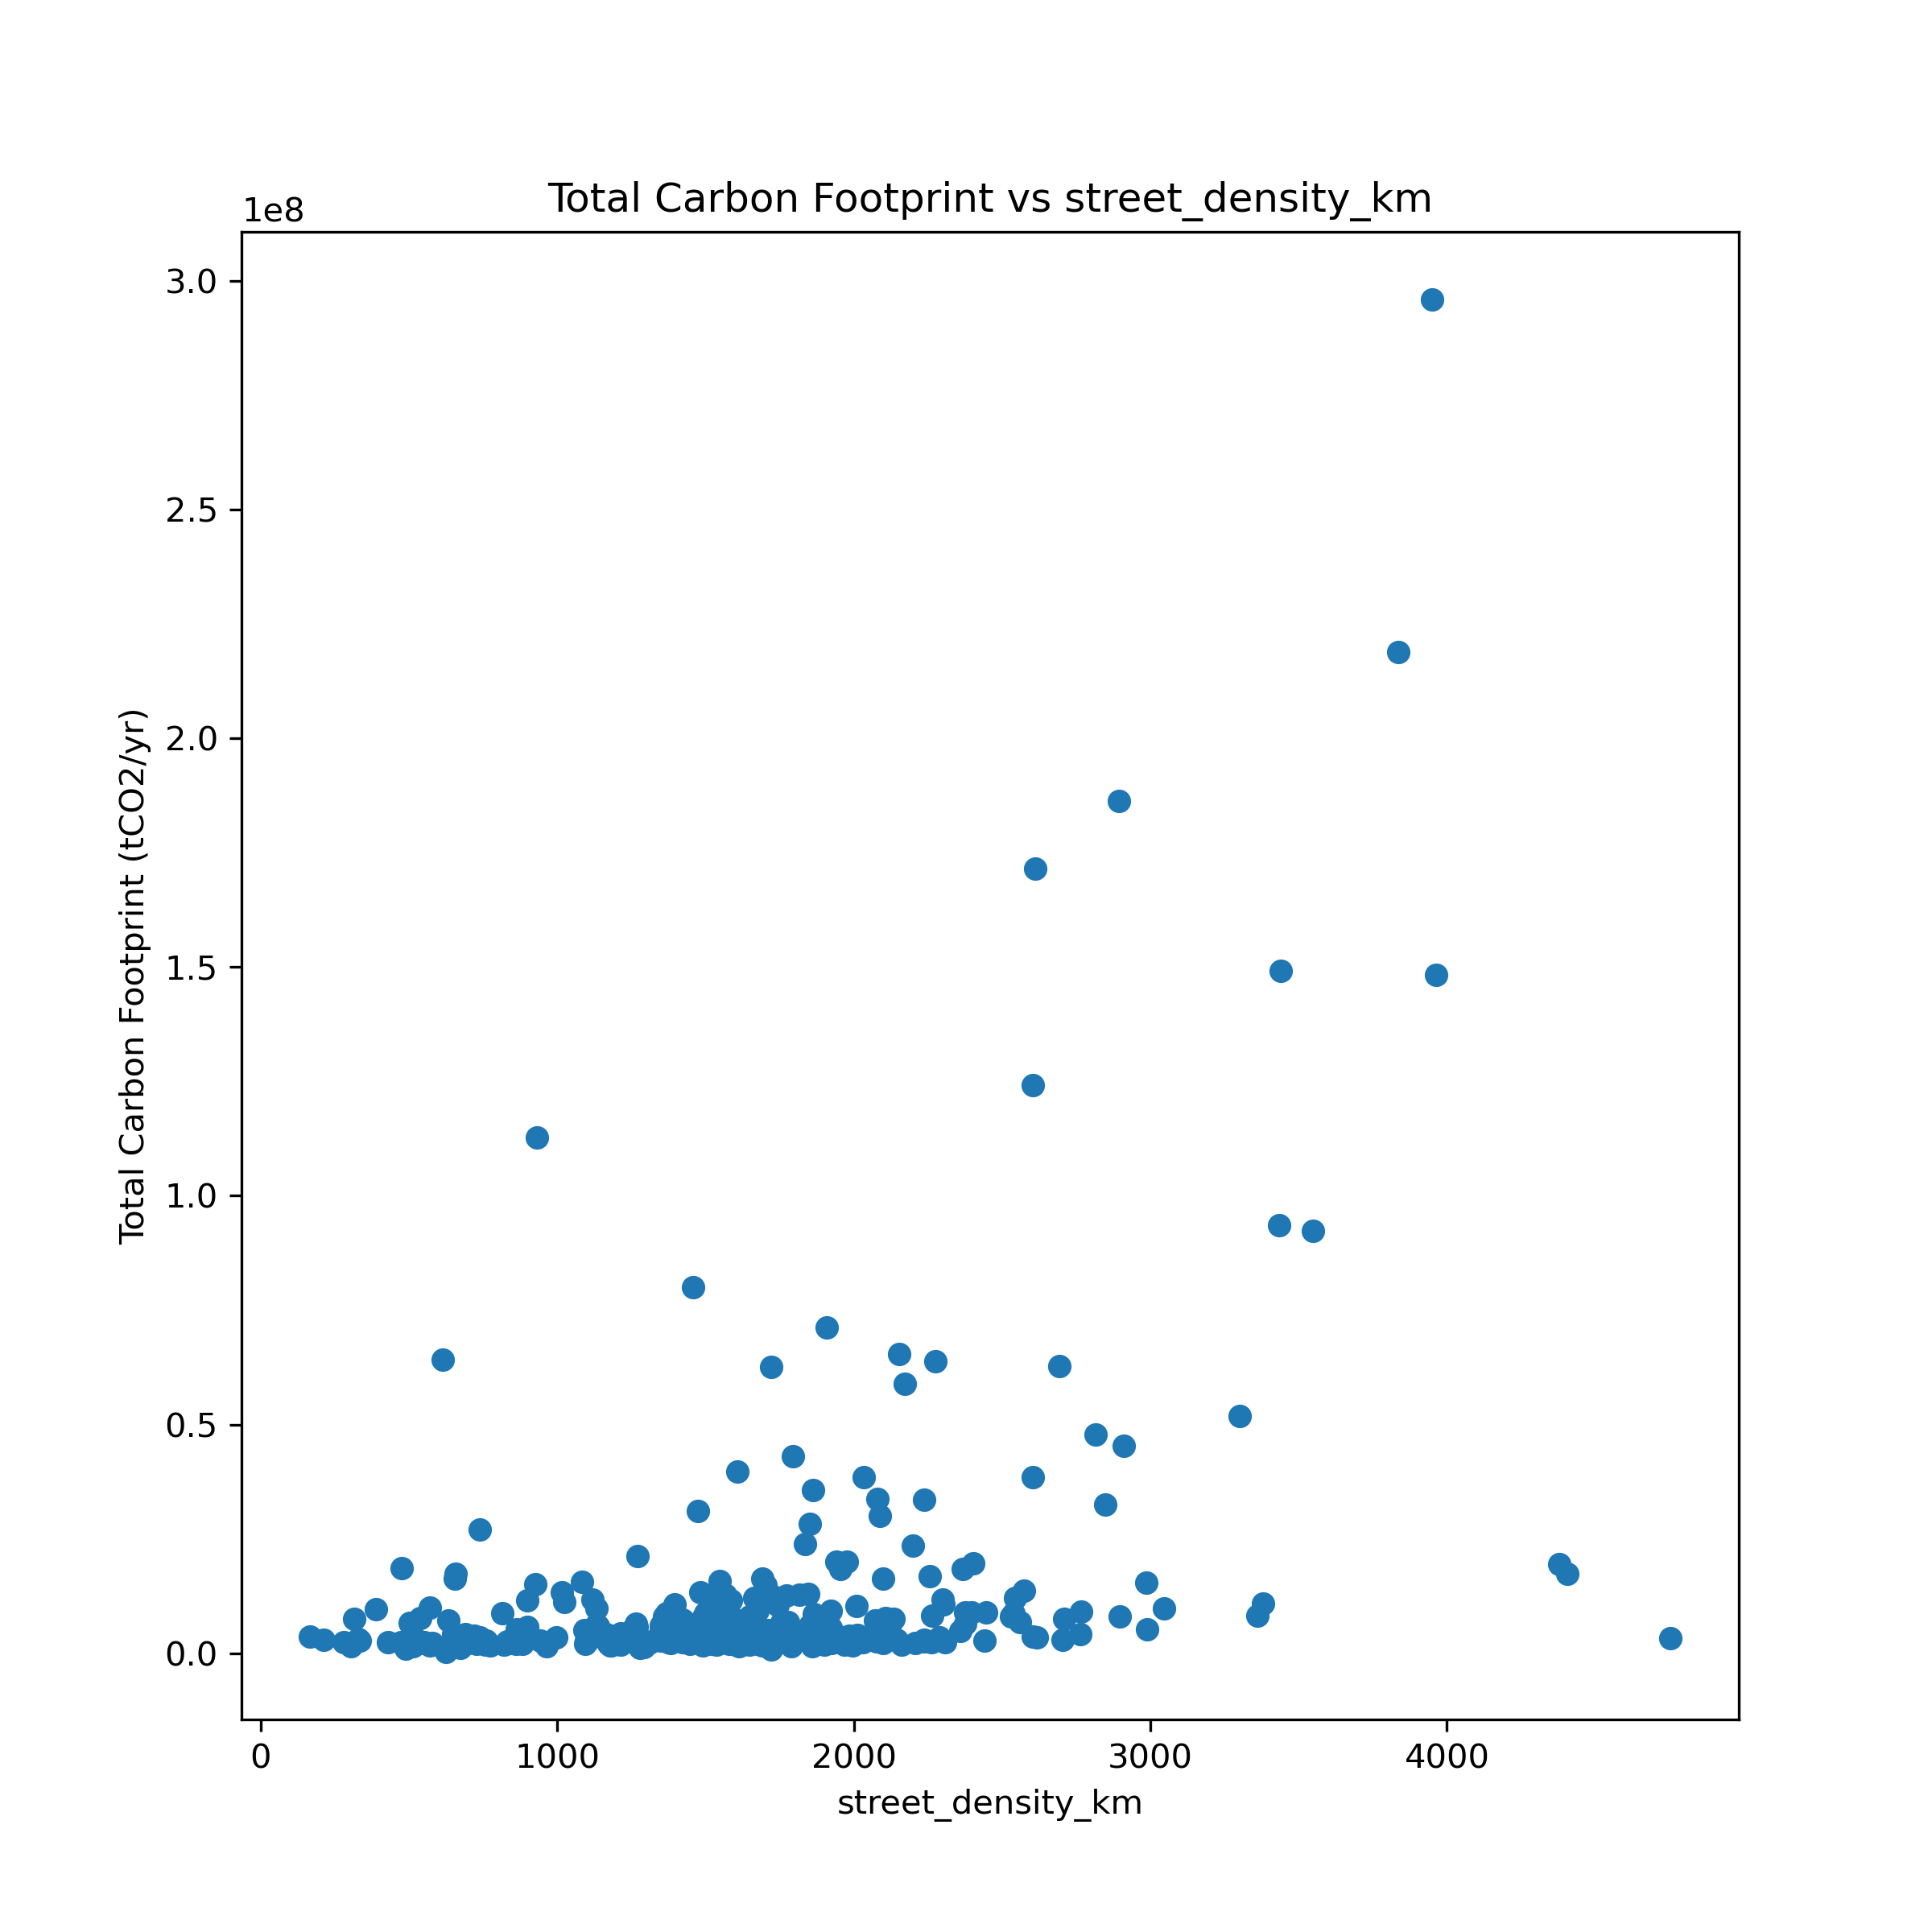 Total Carbon Footprint vs street_density_km
1e8
3.0
2.5
2.0
1.5
1.0
0.5
0.0
Total Carbon Footprint (tCO2/yr)
0 1000 2000 3000 4000
street_density_km